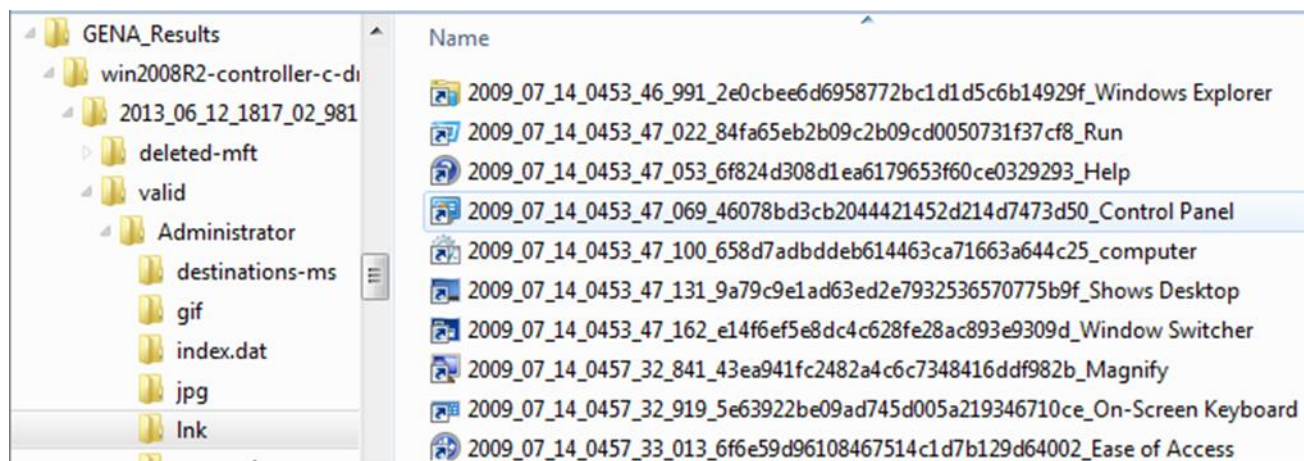 GENA_Results
win2008R2-controller-c-dr
2013_06_12_1817_02_981
deleted-mft
valid
Administrator
destinations-ms
gif
index.dat
jpg
lnk
Name
2009_07_14_0453_46_991_2e0cbee6d6958772bc1d1d5c6b14929f_Windows Explorer
2009_07_14_0453_47_022_84fa65eb2b09c2b09cd0050731f37cf8_Run
2009_07_14_0453_47_053_6f824d308d1ea6179653f60ce0329293_Help
2009_07_14_0453_47_069_46078bd3cb2044421452d214d7473d50_Control Panel
2009_07_14_0453_47_100_658d7adbddeb614463ca71663a644c25_computer
2009_07_14_0453_47_131_9a79c9e1ad63ed2e7932536570775b9f_Shows Desktop
2009_07_14_0453_47_162_e14f6ef5e8dc4c628fe28ac893e9309d_Window Switcher
2009_07_14_0457_32_841_43ea941fc2482a4c6c7348416ddf982b_Magnify
2009_07_14_0457_32_919_5e63922be09ad745d005a219346710ce_On-Screen Keyboard
2009_07_14_0457_33_013_6f6e59d96108467514c1d7b129d64002_Ease of Access